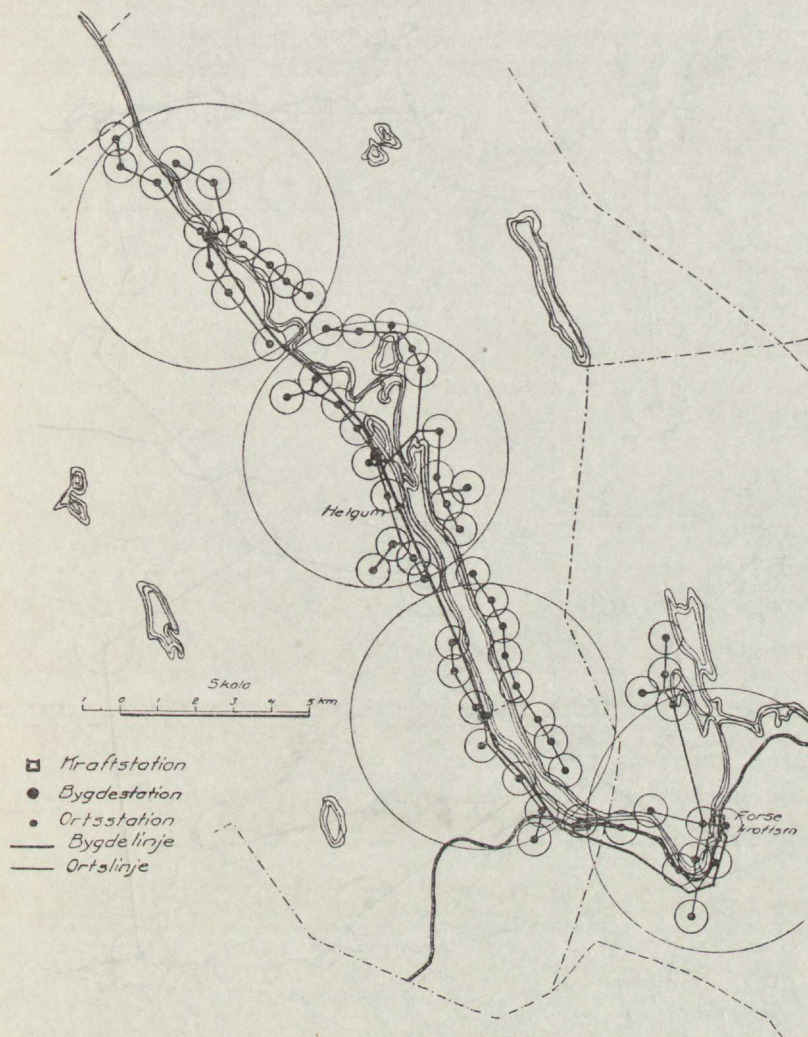 Helgum
Skala
1 0 1 2 3 4 5 km
Kraftstation
Bygdestation
Ortsstation
Bygdelinje
Ortslinje
Forse
kraftstn